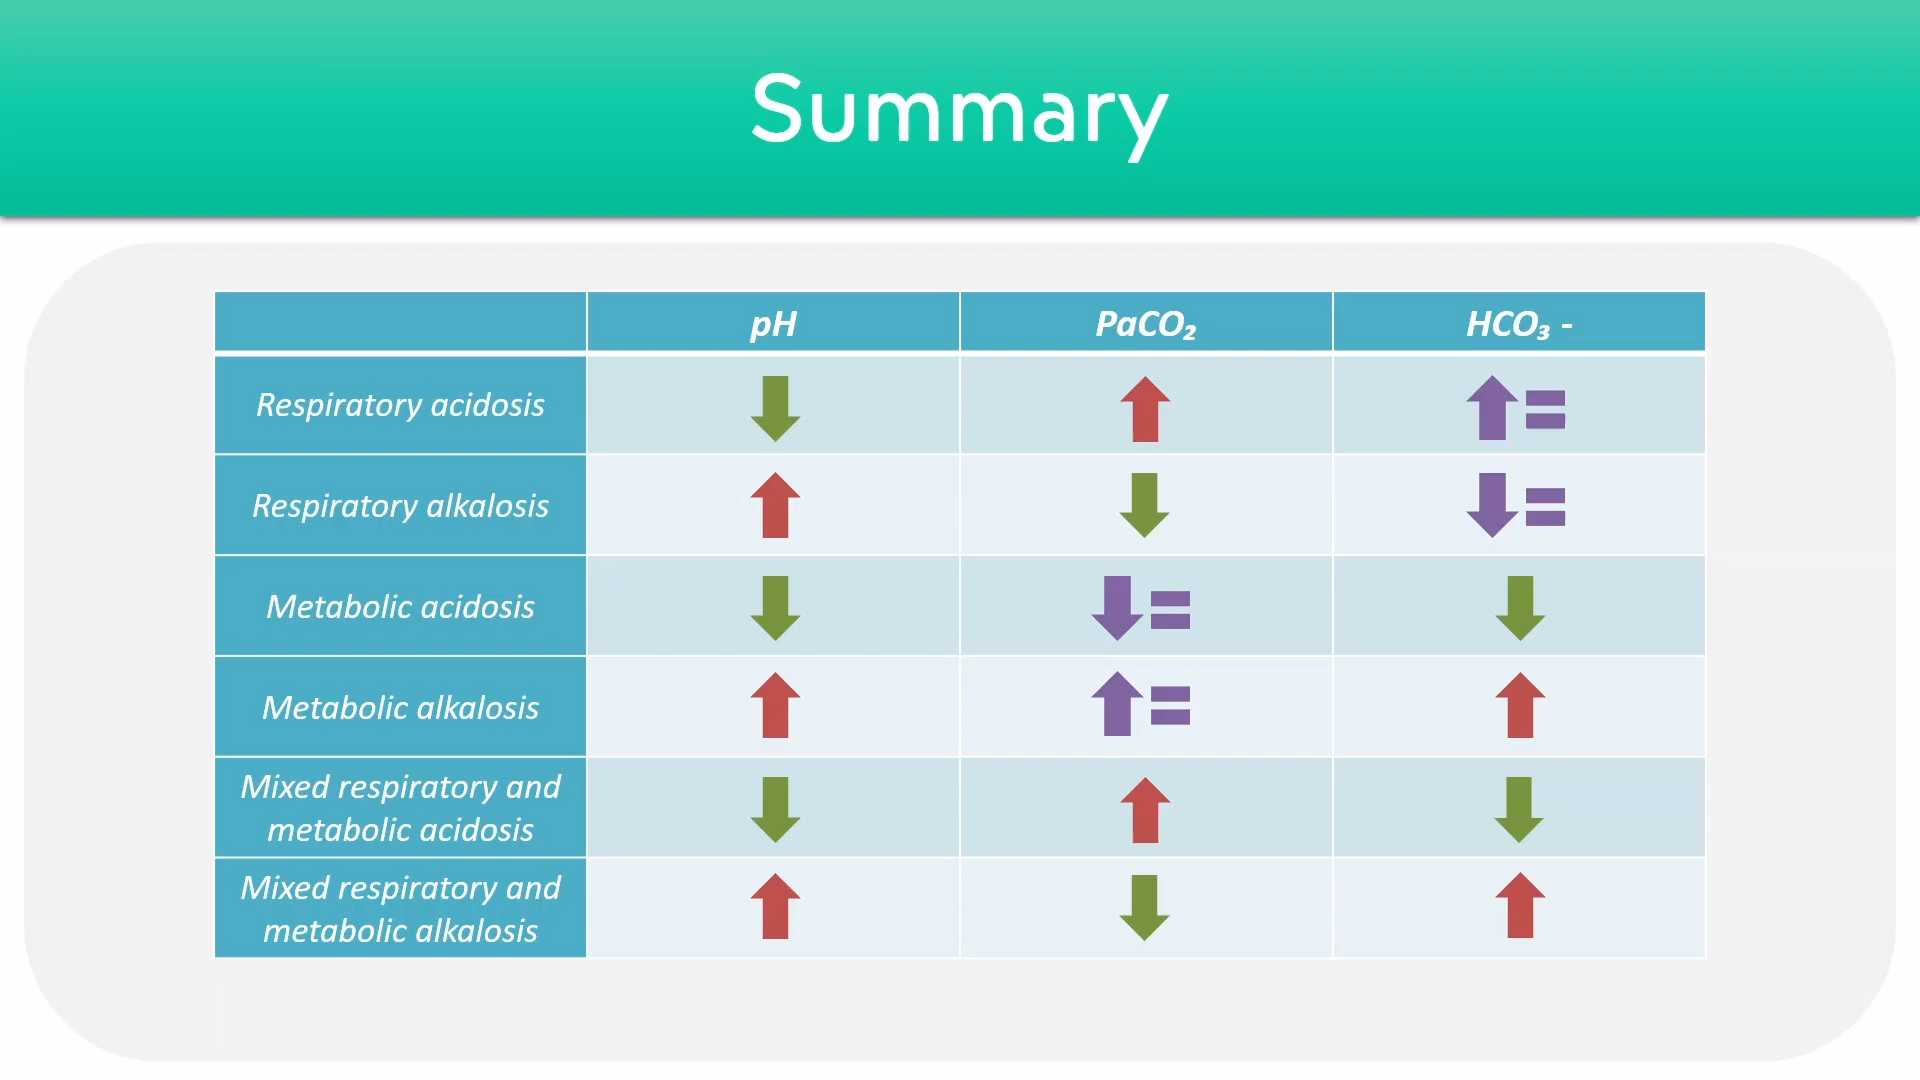 Summary
pH
PaCO₂
HCO₃ -
Respiratory acidosis
=
Respiratory alkalosis
=
Metabolic acidosis
=
Metabolic alkalosis
=
Mixed respiratory and
metabolic acidosis
Mixed respiratory and
metabolic alkalosis